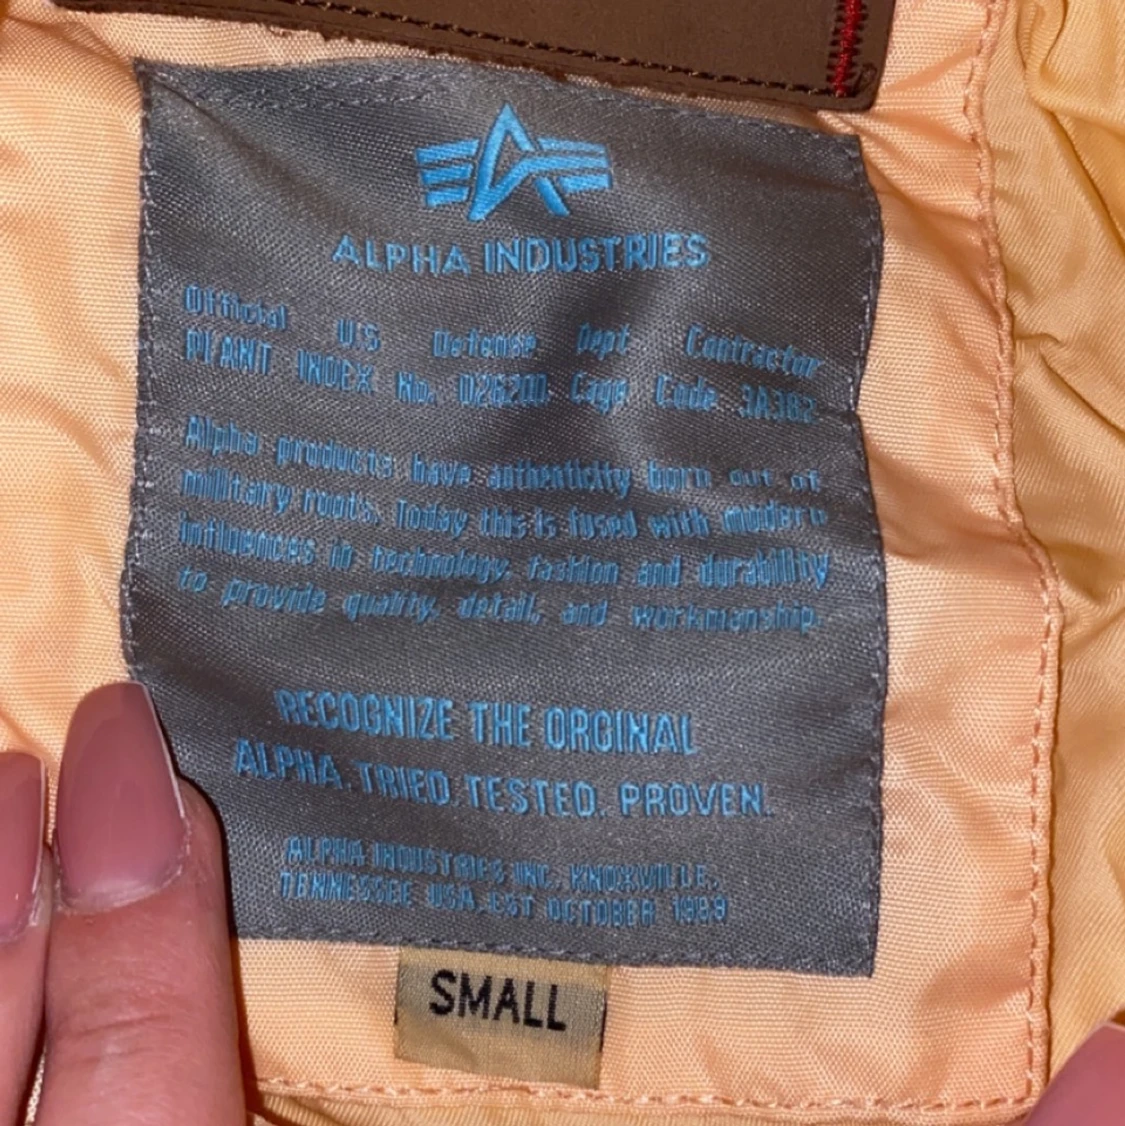 ALPHA INDUSTRIES
Official US Defense Dept Contractor
PLANT INDEX No. 026200 Cage Code 3A382
Alpha products have authenticity born out of
military roots. Today this is fused with modern
influences in technology, fashion and durability
to provide quality, detail, and workmanship.
RECOGNIZE THE ORGINAL
ALPHA. TRIED. TESTED. PROVEN.
ALPHA INDUSTRIES INC. KNOXVILLE,
TENNESSEE USA. EST OCTOBER
SMALL